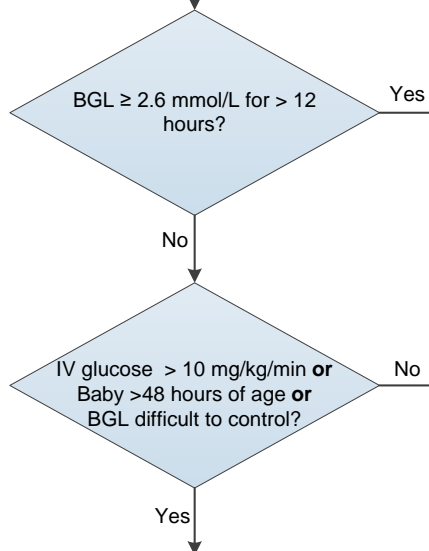 BGL ≥ 2.6 mmol/L for > 12
hours?
Yes
No
IV glucose > 10 mg/kg/min or
Baby >48 hours of age or
BGL difficult to control?
No
Yes